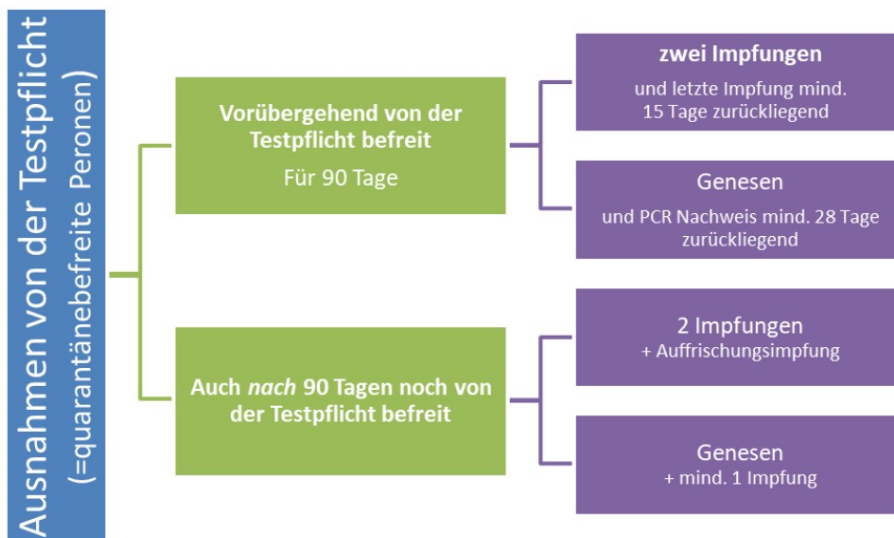 Ausnahmen von der Testpflicht
(=quarantänebefreite Peronen)
Vorübergehend von der
Testpflicht befreit
Für 90 Tage
zwei Impfungen
und letzte Impfung mind.
15 Tage zurückliegend
Genesen
und PCR Nachweis mind. 28 Tage
zurückliegend
Auch nach 90 Tagen noch von
der Testpflicht befreit
2 Impfungen
+ Auffrischungsimpfung
Genesen
+ mind. 1 Impfung